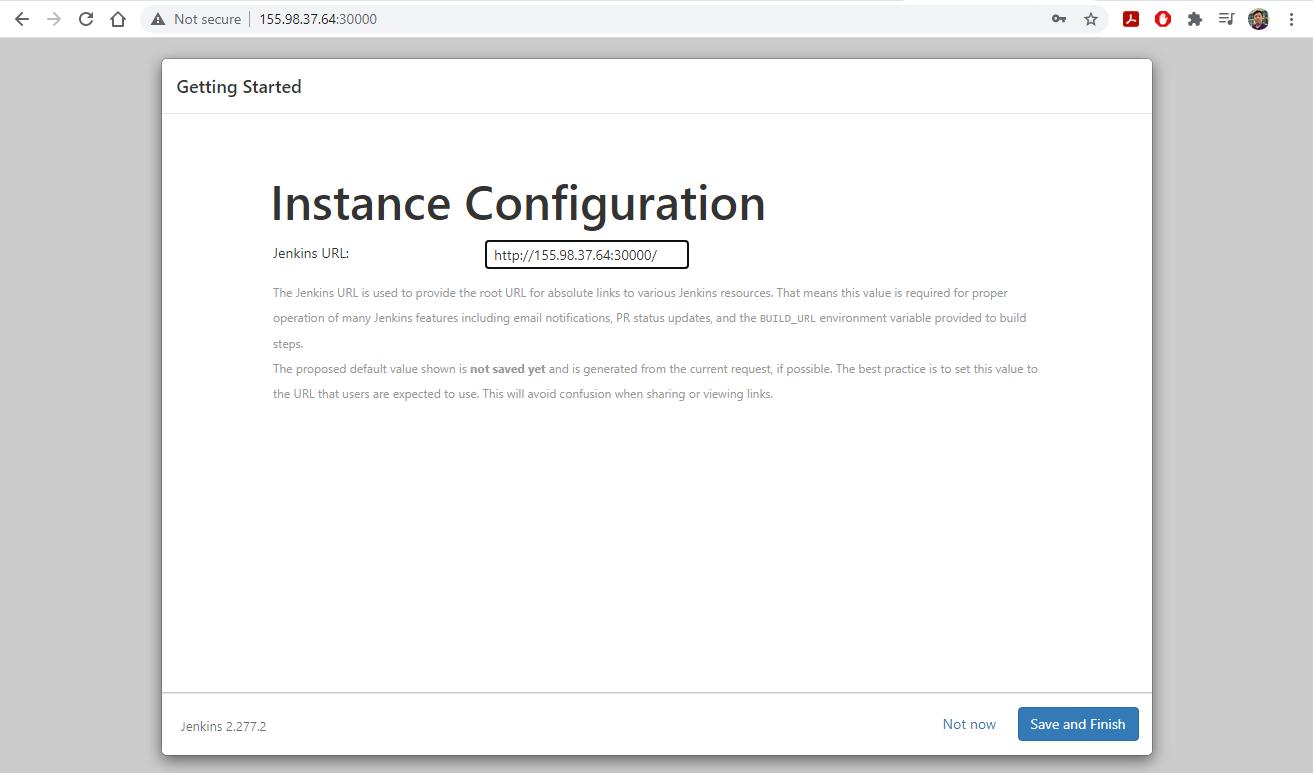 Not secure | 155.98.37.64:30000
Getting Started
Instance Configuration
Jenkins URL:
http://155.98.37.64:30000/
The Jenkins URL is used to provide the root URL for absolute links to various Jenkins resources. That means this value is required for proper
operation of many Jenkins features including email notifications, PR status updates, and the BUILD_URL environment variable provided to build
steps.
The proposed default value shown is not saved yet and is generated from the current request, if possible. The best practice is to set this value to
the URL that users are expected to use. This will avoid confusion when sharing or viewing links.
Jenkins 2.277.2
Not now
Save and Finish